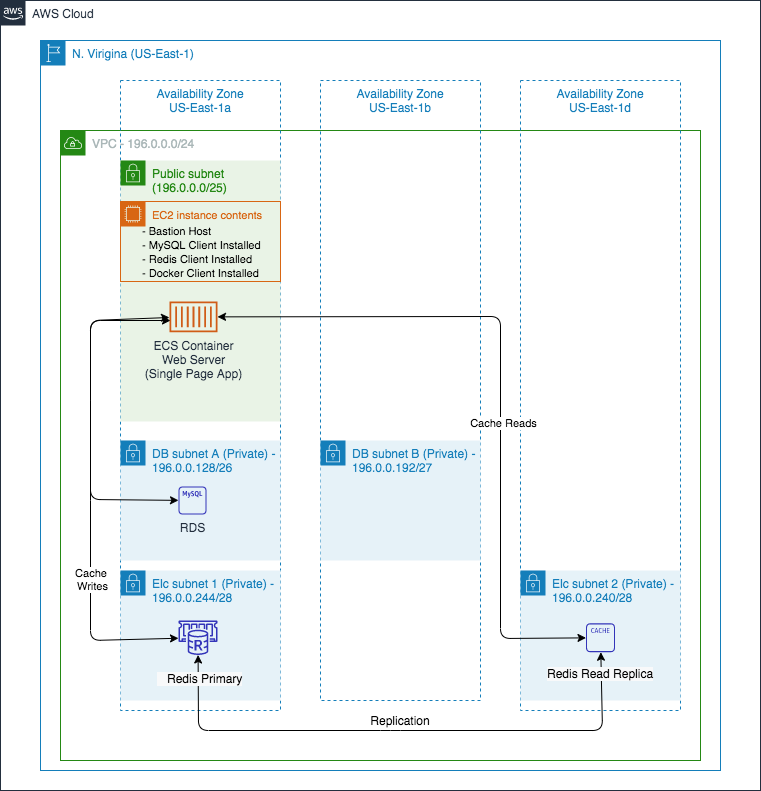 aws
AWS Cloud
N. Virigina (US-East-1)
Availability Zone
US-East-1a
Availability Zone
US-East-1b
Availability Zone
US-East-1d
VPC - 196.0.0.0/24
Public subnet
(196.0.0.0/25)
EC2 instance contents
- Bastion Host
- MySQL Client Installed
- Redis Client Installed
- Docker Client Installed
ECS Container
Web Server
(Single Page App)
Cache Reads
DB subnet A (Private) -
196.0.0.128/26
DB subnet B (Private) -
196.0.0.192/27
MySQL
RDS
Cache
Writes
Elc subnet 1 (Private) -
196.0.0.244/28
Elc subnet 2 (Private) -
196.0.0.240/28
R
CACHE
Redis Primary
Redis Read Replica
Replication